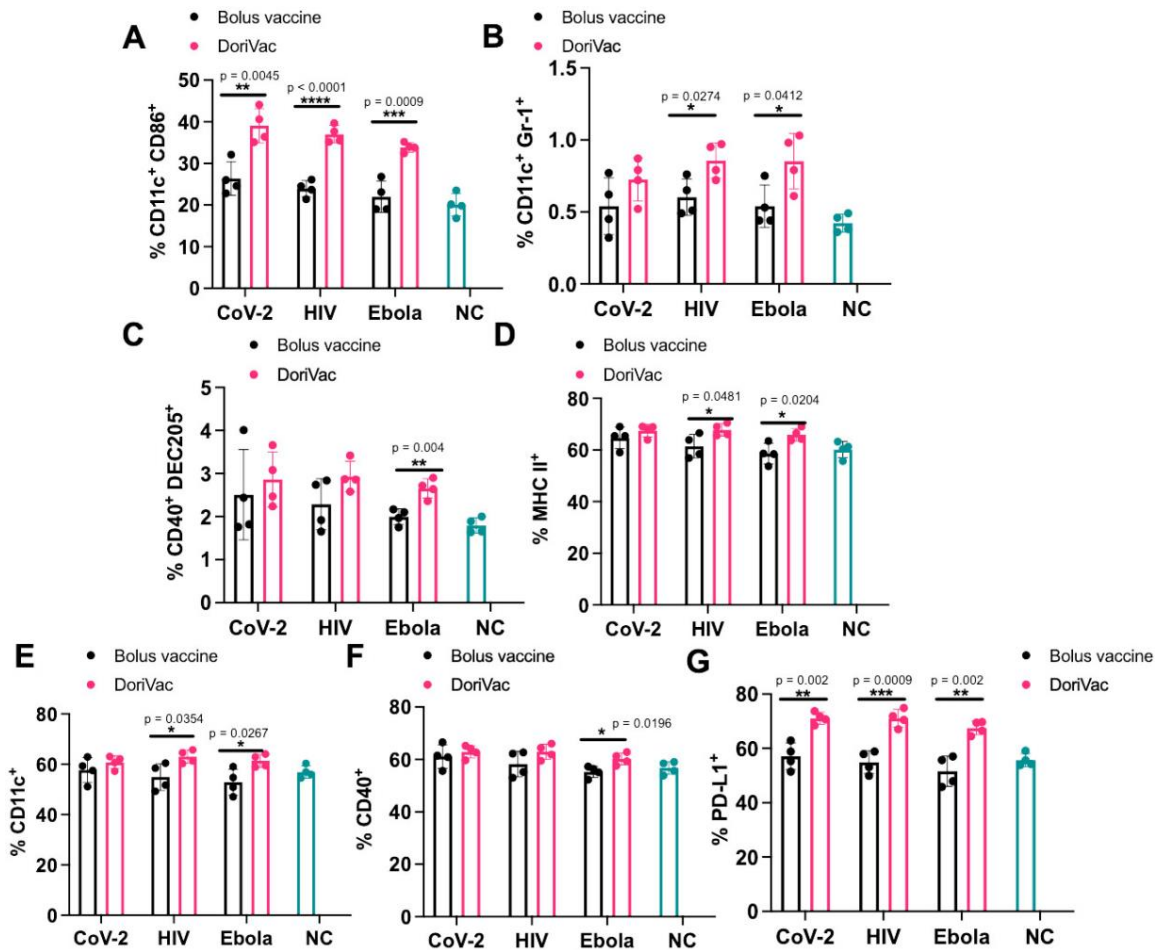 A
Bolus vaccine
DoriVac
% CD11c+ CD86+
50
40
30
20
10
0
p = 0.0045
**
p < 0.0001
****
p = 0.0009
***
CoV-2 HIV Ebola NC
B
Bolus vaccine
DoriVac
% CD11c+ Gr-1+
1.5
1.0
0.5
0.0
p = 0.0274
*
p = 0.0412
*
CoV-2 HIV Ebola NC
C
Bolus vaccine
DoriVac
% CD40+ DEC205+
5
4
3
2
1
0
p = 0.004
**
CoV-2 HIV Ebola NC
D
Bolus vaccine
DoriVac
% MHC II+
80
60
40
20
0
p = 0.0481
*
p = 0.0204
*
CoV-2 HIV Ebola NC
E
Bolus vaccine
DoriVac
% CD11c+
80
60
40
20
0
p = 0.0354
*
p = 0.0267
*
CoV-2 HIV Ebola NC
F
Bolus vaccine
DoriVac
% CD40+
80
60
40
20
0
*
p = 0.0196
CoV-2 HIV Ebola NC
G
Bolus vaccine
DoriVac
% PD-L1+
80
60
40
20
0
p = 0.002
**
p = 0.0009
***
p = 0.002
**
CoV-2 HIV Ebola NC